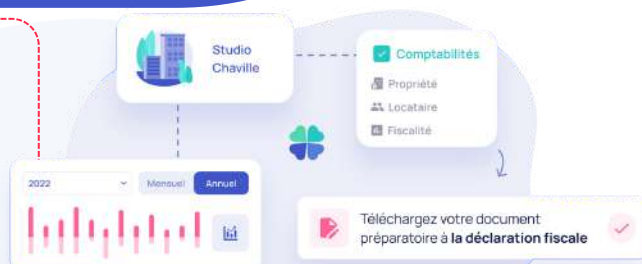 Studio
Chaville
Comptabilités
Propriété
Locataire
Fiscalité
2022
Mensuel
Annuel
Téléchargez votre document
préparatoire à la déclaration fiscale